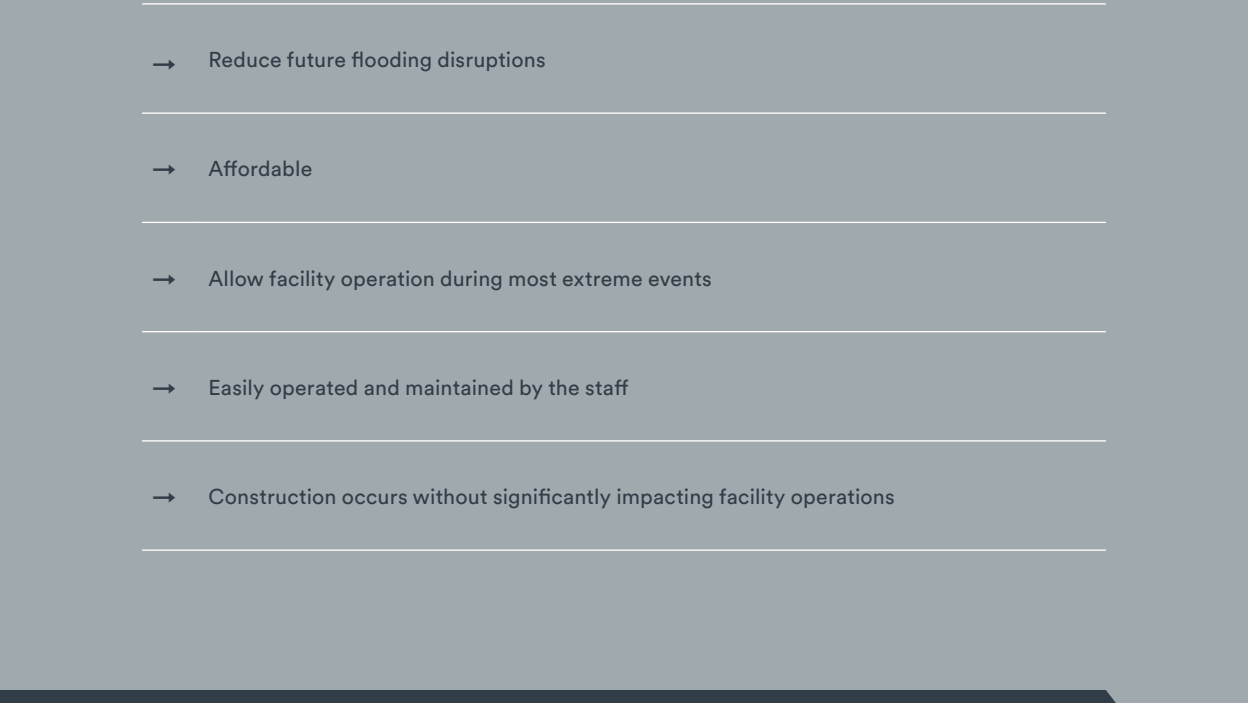 → Reduce future flooding disruptions
→ Affordable
→ Allow facility operation during most extreme events
→ Easily operated and maintained by the staff
→ Construction occurs without significantly impacting facility operations